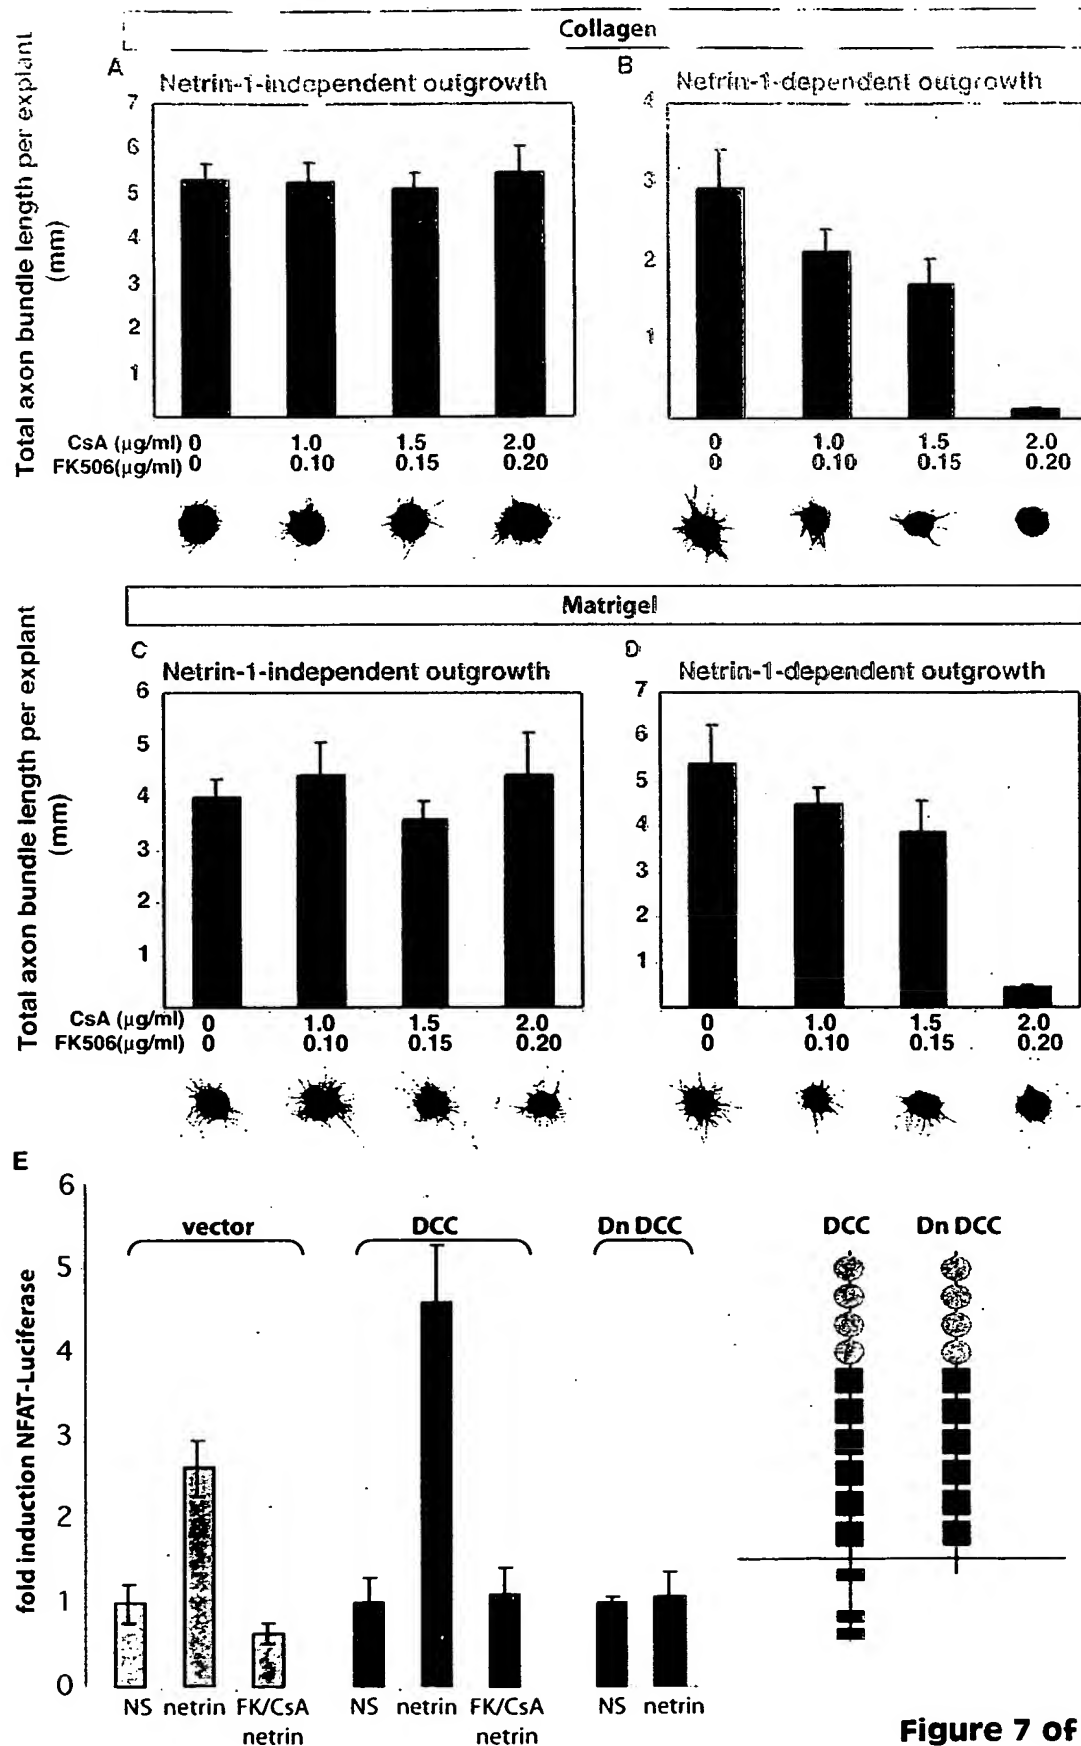 Collagen
A
Netrin-1-independent outgrowth
B
Netrin-1-dependent outgrowth
Total axon bundle length per explant
(mm)
7
6
5
4
3
2
1
4
3
2
1
CsA (μg/ml) 0 1.0 1.5 2.0
FK506(μg/ml) 0 0.10 0.15 0.20
0 1.0 1.5 2.0
0 0.10 0.15 0.20
Matrigel
C
Netrin-1-independent outgrowth
D
Netrin-1-dependent outgrowth
Total axon bundle length per explant
(mm)
6
5
4
3
2
1
7
6
5
4
3
2
1
CsA (μg/ml) 0 1.0 1.5 2.0
FK506(μg/ml) 0 0.10 0.15 0.20
0 1.0 1.5 2.0
0 0.10 0.15 0.20
E
fold induction NFAT-Luciferase
6
5
4
3
2
1
0
vector
DCC
Dn DCC
NS netrin FK/CsA
netrin
NS netrin FK/CsA
netrin
NS netrin
DCC Dn DCC
Figure 7 of